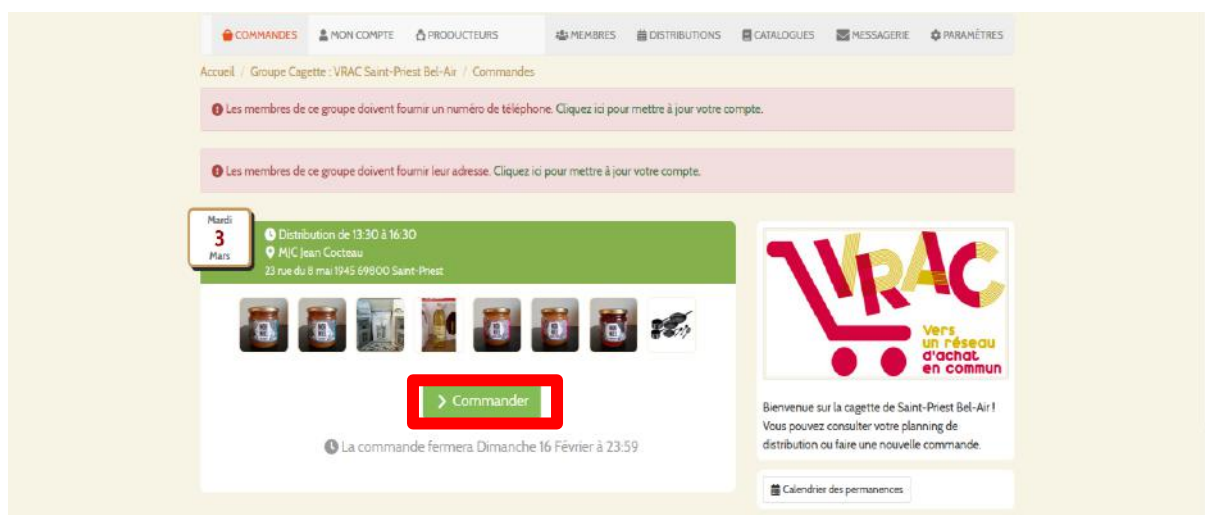 COMMANDES MON COMPTE PRODUCTEURS MEMBRES DISTRIBUTIONS CATALOGUES MESSAGERIE PARAMÉTRES
Accueil / Groupe Cagette : VRAC Saint-Priest Bel-Air / Commandes
Les membres de ce groupe doivent fournir un numéro de téléphone. Cliquez ici pour mettre à jour votre compte.
Les membres de ce groupe doivent fournir leur adresse. Cliquez ici pour mettre à jour votre compte.
Mardi
3
Mars
Distribution de 13:30 à 16:30
MJC Jean Cocteau
23 rue du 8 mai 1945 69800 Saint-Priest
Commander
La commande fermera Dimanche 16 Février à 23:59
VRAC
Vers
un réseau
d'achat
en commun
Bienvenue sur la cagette de Saint-Priest Bel-Air !
Vous pouvez consulter votre planning de
distribution ou faire une nouvelle commande.
Calendrier des permanences